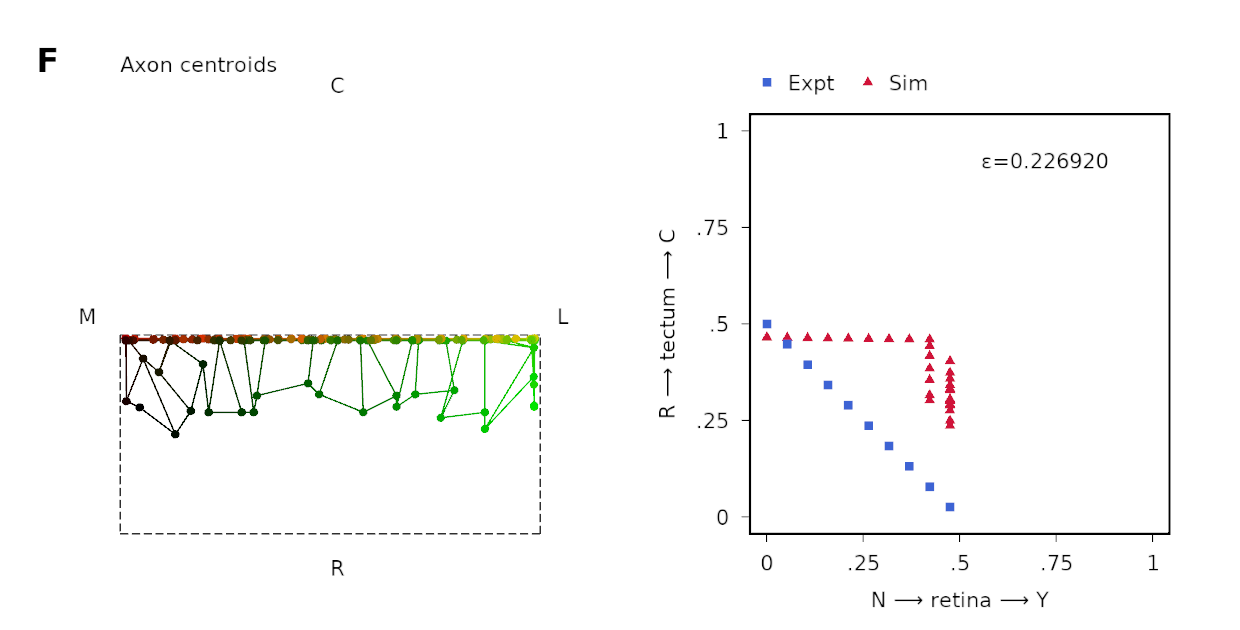 F
Axon centroids
C
M
L
R
Expt
Sim
ε=0.226920
1
.75
.5
.25
0
R ⟶ tectum ⟶ C
0
.25
.5
.75
1
N ⟶ retina ⟶ Y